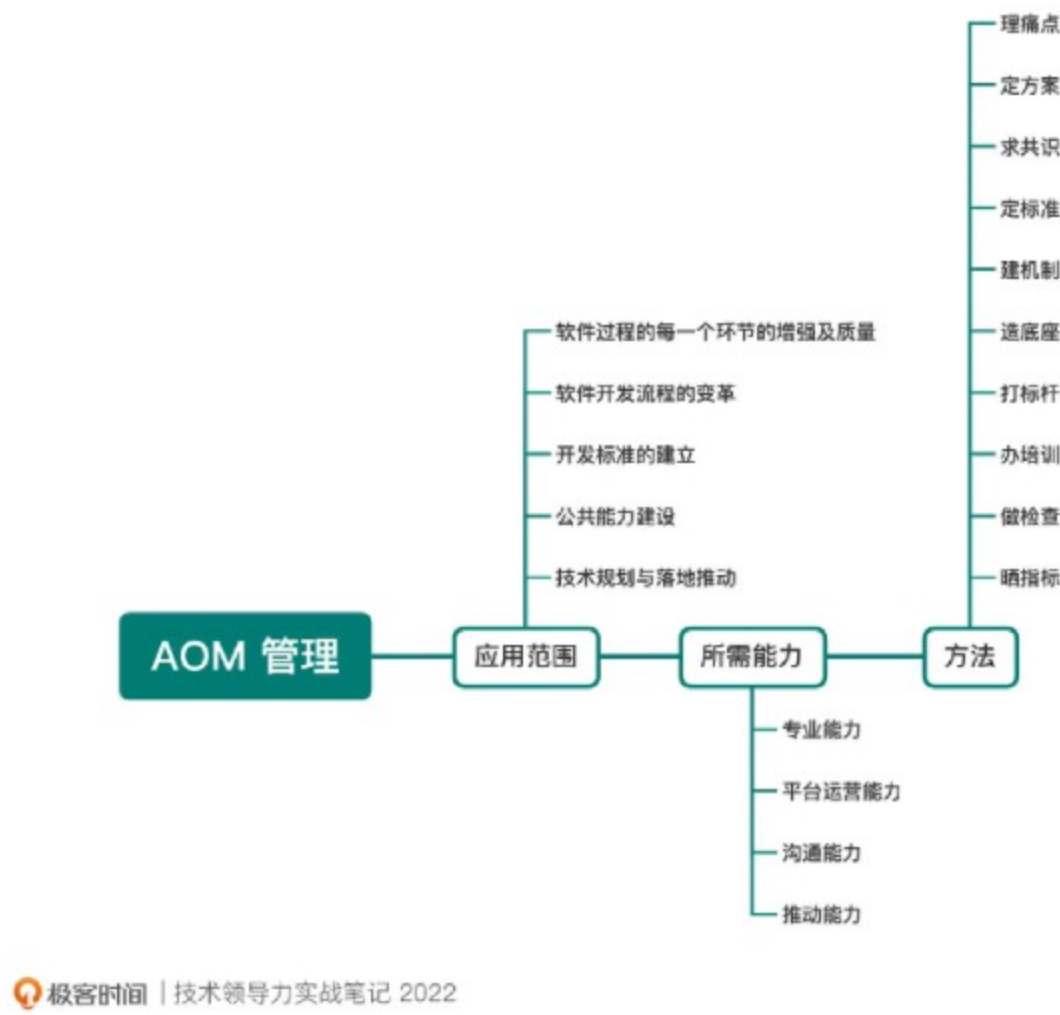 理痛点
定方案
求共识
定标准
建机制
造底座
打标杆
办培训
做检查
晒指标
软件过程的每一个环节的增强及质量
软件开发流程的变革
开发标准的建立
公共能力建设
技术规划与落地推动
AOM 管理
应用范围
所需能力
方法
专业能力
平台运营能力
沟通能力
推动能力
极客时间 | 技术领导力实战笔记 2022